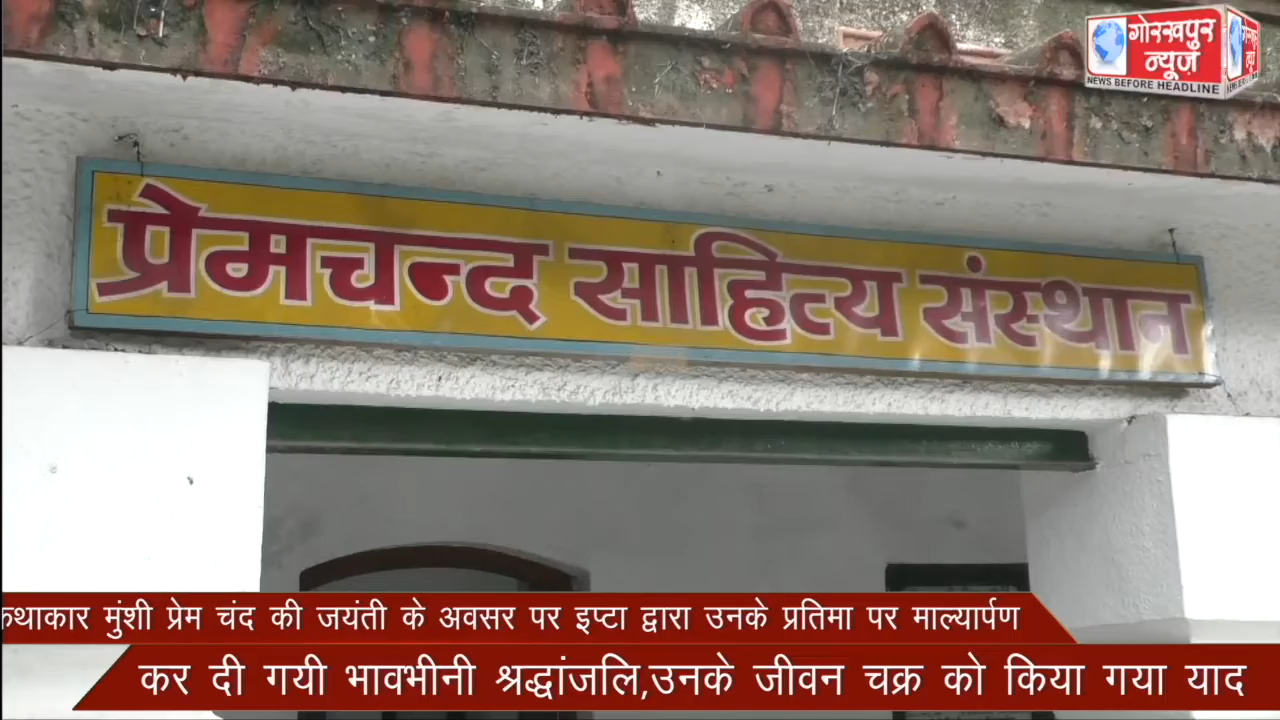 गोरखपुर
न्यूज़
NEWS BEFORE HEADLINE
प्रेमचन्द साहित्य संस्थान
कथाकार मुंशी प्रेम चंद की जयंती के अवसर पर इप्टा द्वारा उनके प्रतिमा पर माल्यार्पण
कर दी गयी भावभीनी श्रद्धांजलि,उनके जीवन चक्र को किया गया याद